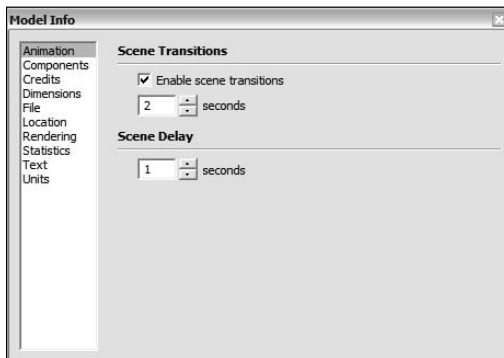 Model Info
Animation
Components
Credits
Dimensions
File
Location
Rendering
Statistics
Text
Units
Scene Transitions
Enable scene transitions
2 seconds
Scene Delay
1 seconds